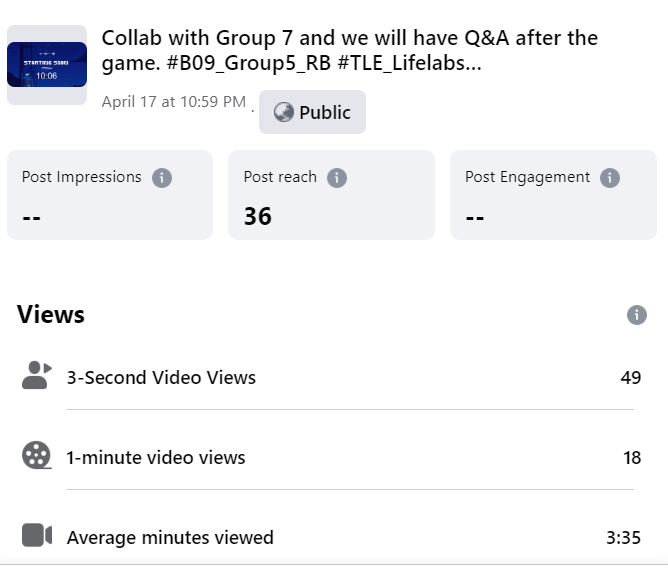 Collab with Group 7 and we will have Q&A after the
game. #B09_Group5_RB #TLE_Lifelabs...
STARTING SOON
10:06
April 17 at 10:59 PM .
Public
Post Impressions
--
Post reach
36
Post Engagement
--
Views
3-Second Video Views
49
1-minute video views
18
Average minutes viewed
3:35